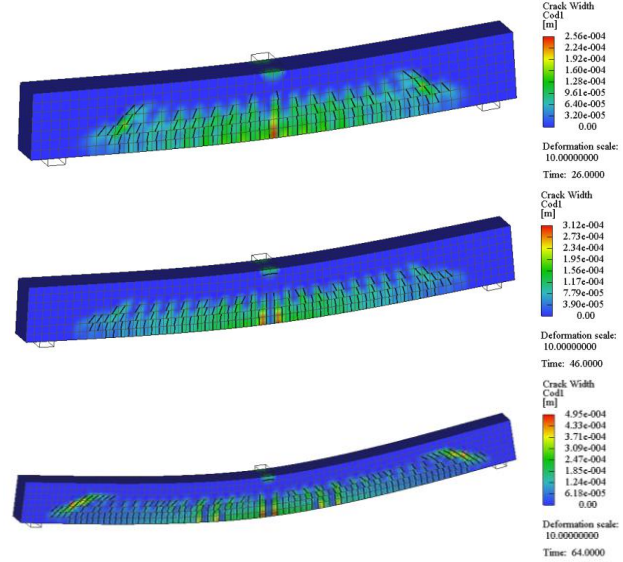 Crack Width
Cod1
[m]
2.56e-004
2.24e-004
1.92e-004
1.60e-004
1.28e-004
9.61e-005
6.40e-005
3.20e-005
0.00
Deformation scale:
10.00000000
Time: 26.0000
Crack Width
Cod1
[m]
3.12e-004
2.73e-004
2.34e-004
1.95e-004
1.56e-004
1.17e-004
7.79e-005
3.90e-005
0.00
Deformation scale:
10.00000000
Time: 46.0000
Crack Width
Cod1
[m]
4.95e-004
4.33e-004
3.71e-004
3.09e-004
2.47e-004
1.85e-004
1.24e-004
6.18e-005
0.00
Deformation scale:
10.00000000
Time: 64.0000